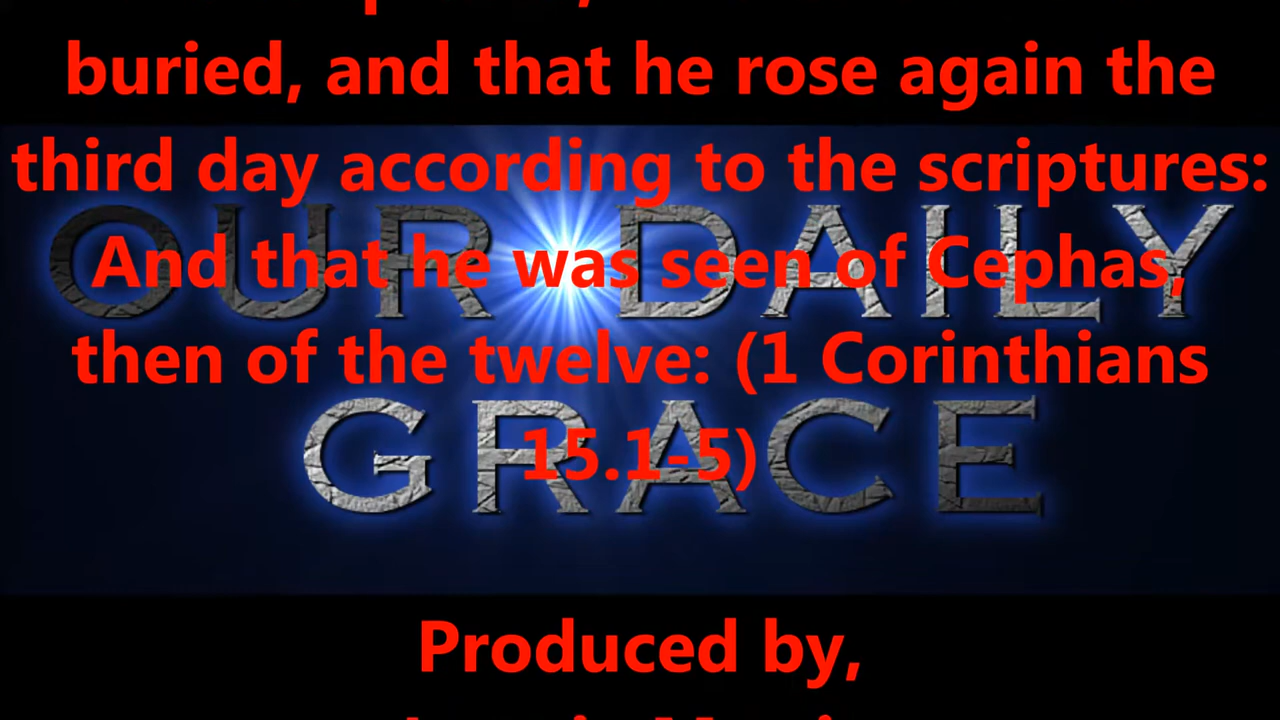 buried, and that he rose again the
third day according to the scriptures:
OUR DAILY
And that he was seen of Cephas,
then of the twelve: (1 Corinthians
GRACE
15.1-5)
Produced by,